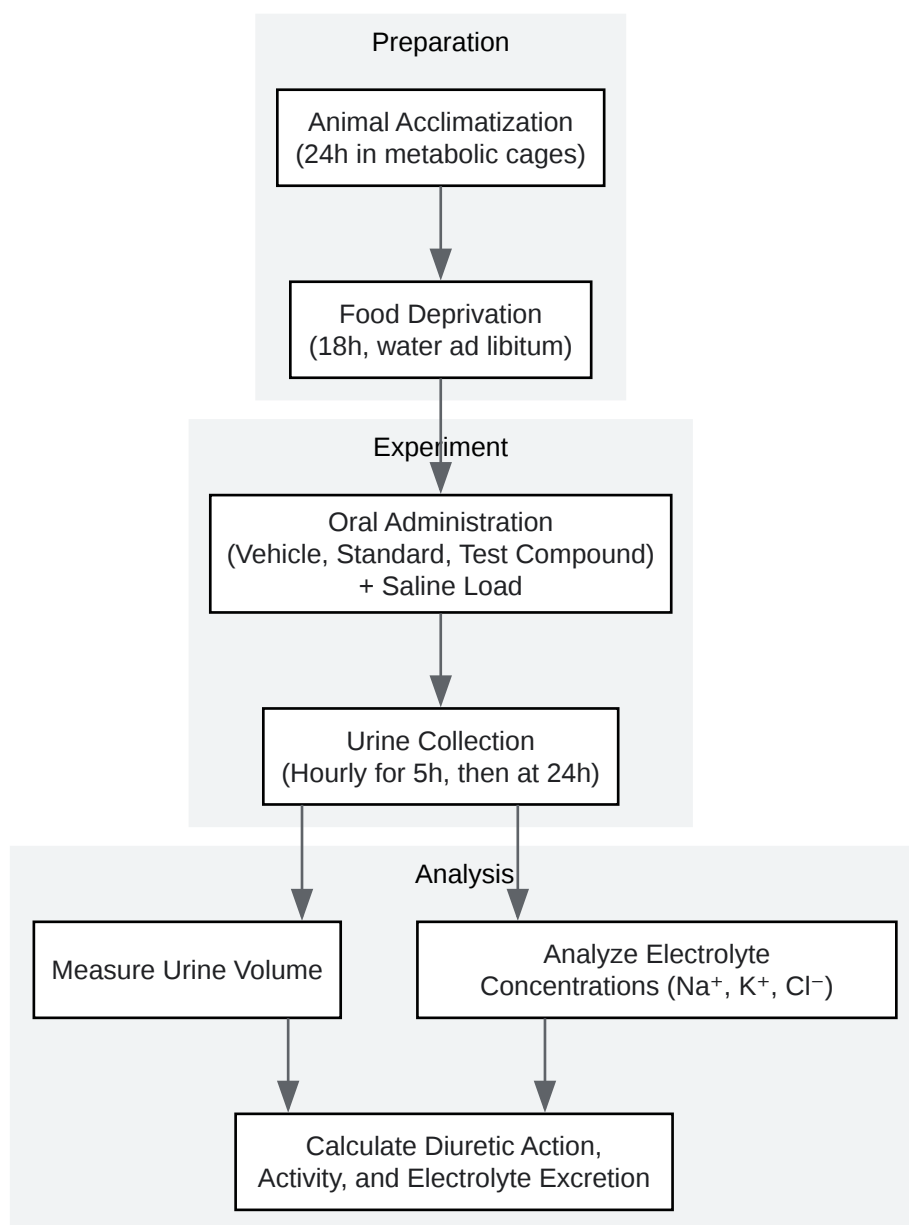 Preparation
Animal Acclimatization
(24h in metabolic cages)
Food Deprivation
(18h, water ad libitum)
Experiment
Oral Administration
(Vehicle, Standard, Test Compound)
+ Saline Load
Urine Collection
(Hourly for 5h, then at 24h)
Analysis
Measure Urine Volume
Analyze Electrolyte
Concentrations (Na⁺, K⁺, Cl⁻)
Calculate Diuretic Action,
Activity, and Electrolyte Excretion